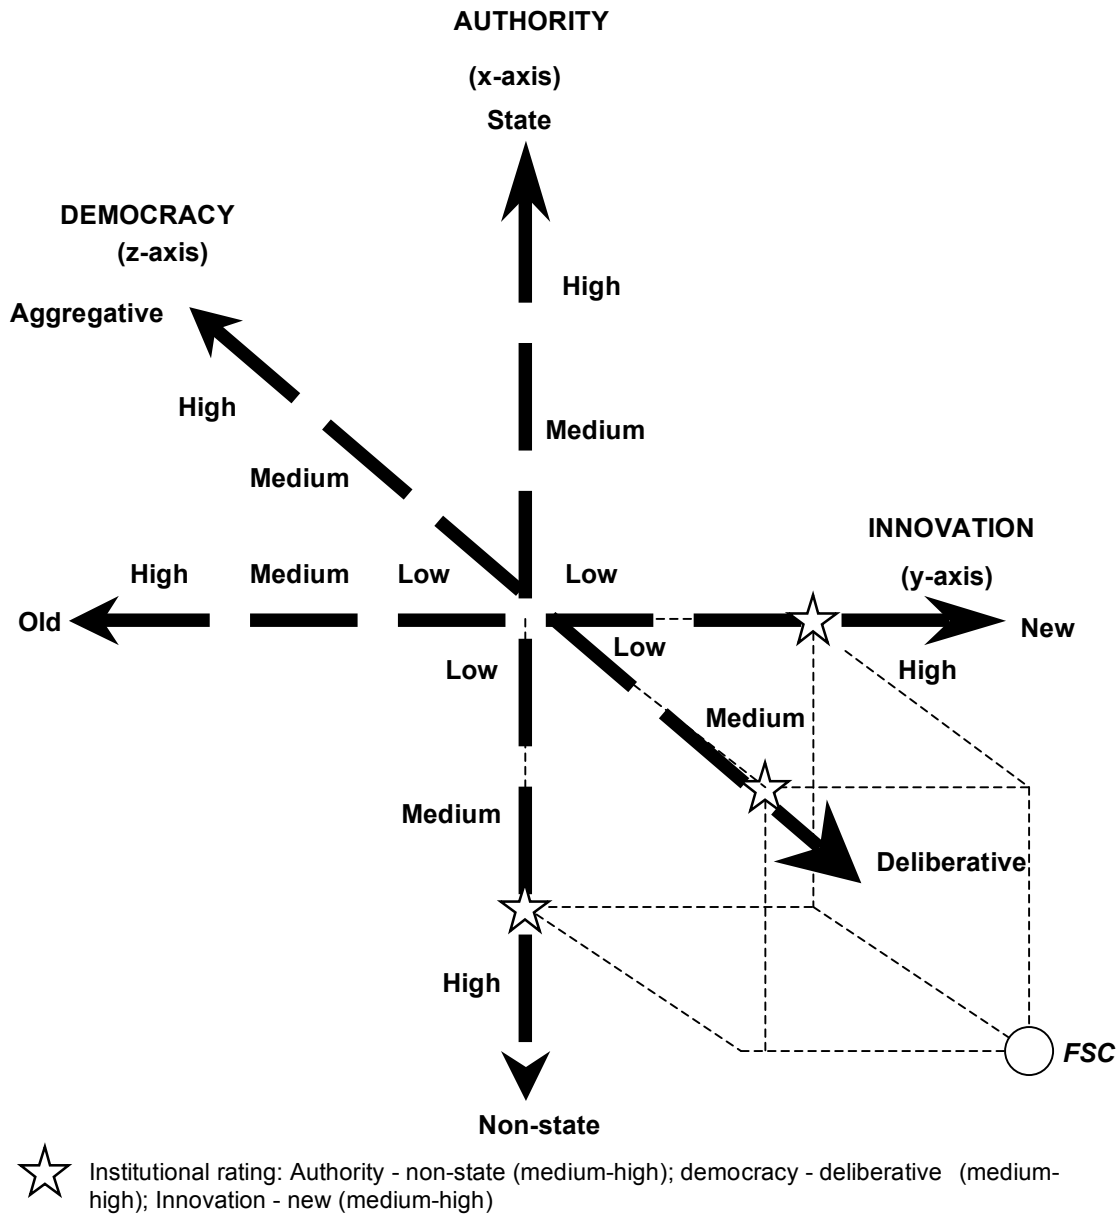 AUTHORITY
(x-axis)
State
DEMOCRACY
(z-axis)
High
Aggregative
High
Medium
Medium
INNOVATION
High
Medium
Low
Low
(y-axis)
Old
New
Low
Low
High
Medium
Medium
Deliberative
High
FSC
Non-state
Institutional rating: Authority - non-state (medium-high); democracy - deliberative (medium-
high); Innovation - new (medium-high)